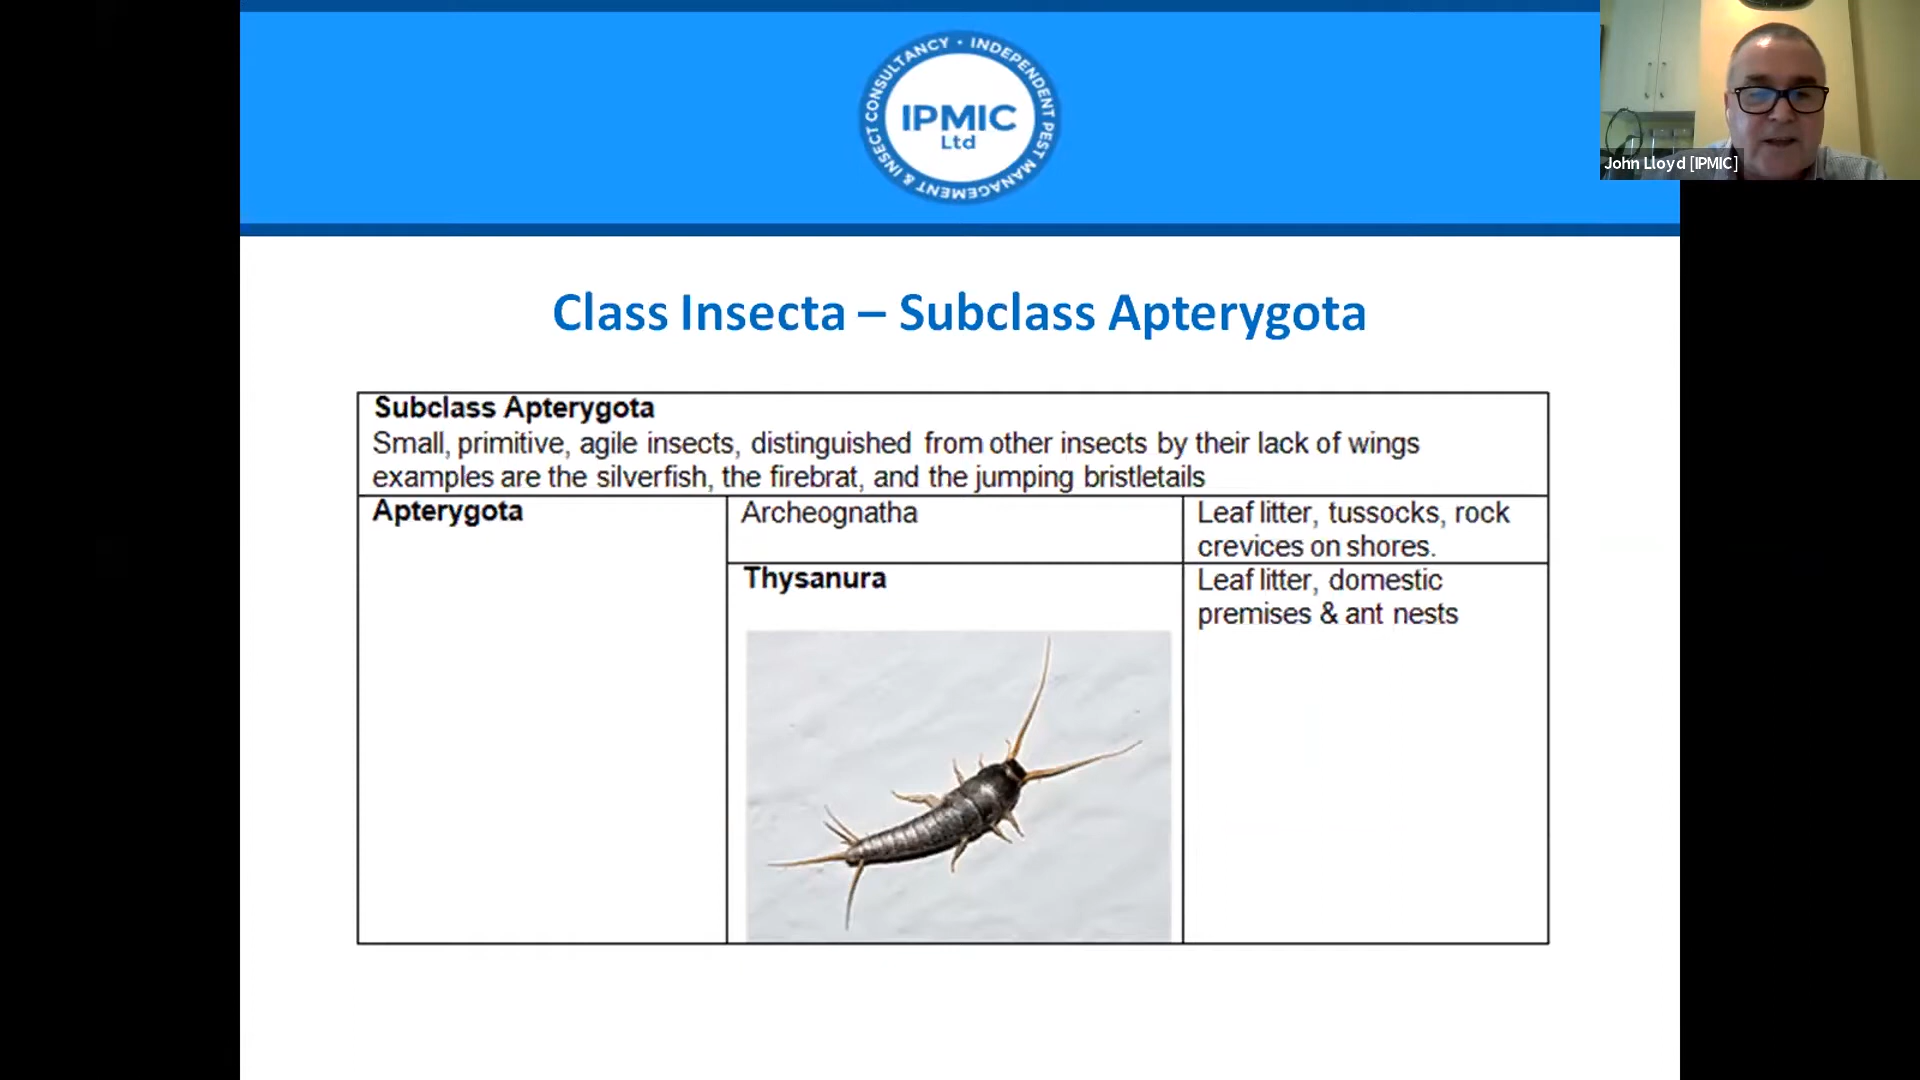 INDEPENDENT PEST MANAGEMENT & INSECT CONSULTANCY •
IPMIC
Ltd
John Lloyd [IPMIC]
Class Insecta – Subclass Apterygota
Subclass Apterygota
Small, primitive, agile insects, distinguished from other insects by their lack of wings
examples are the silverfish, the firebrat, and the jumping bristletails
Apterygota
Archeognatha
Leaf litter, tussocks, rock
crevices on shores.
Thysanura
Leaf litter, domestic
premises & ant nests